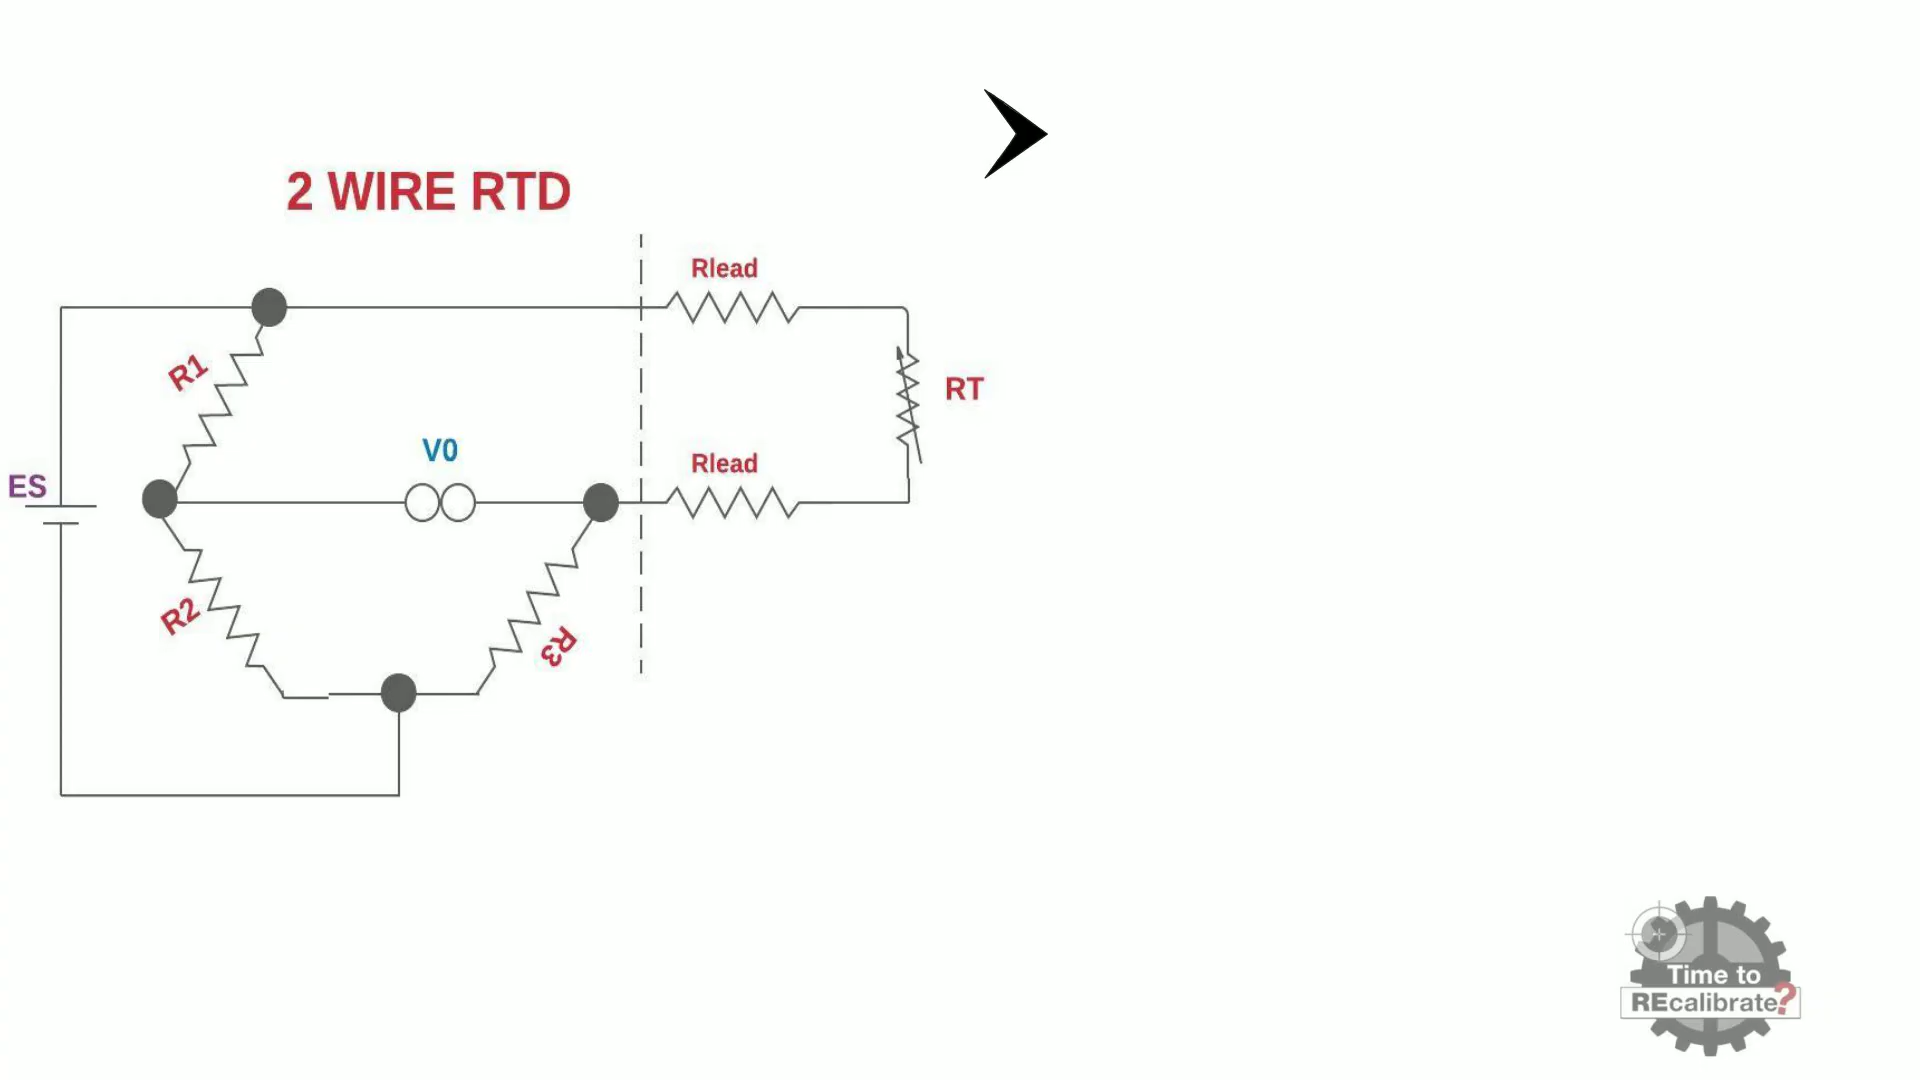 2 WIRE RTD
Rlead
R1
RT
V0
Rlead
ES
R2
R3
Time to
REcalibrate?